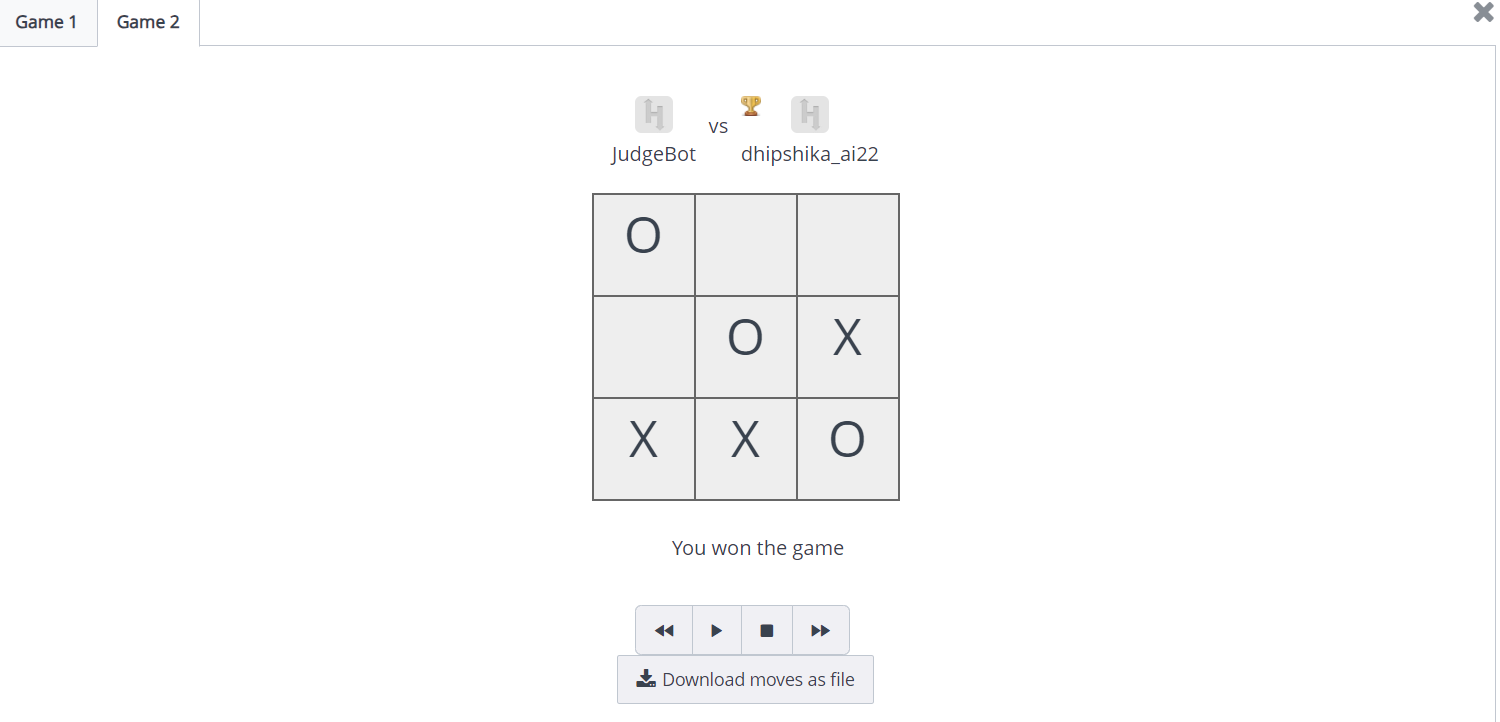 Game 1 Game 2
vs
JudgeBot dhipshika_ai22
O
O X
X X O
You won the game
Download moves as file